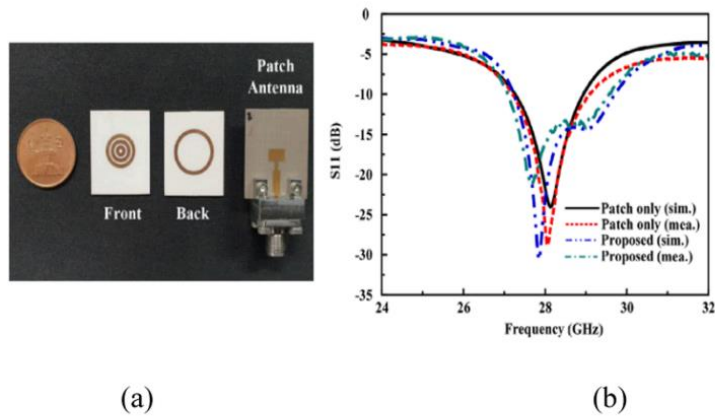 Patch
Antenna
Front
Back
(a)
(b)
0
-5
-10
-15
-20
-25
-30
-35
S11 (dB)
24
26
28
30
32
Frequency (GHz)
Patch only (sim.)
Patch only (mea.)
Proposed (sim.)
Proposed (mea.)